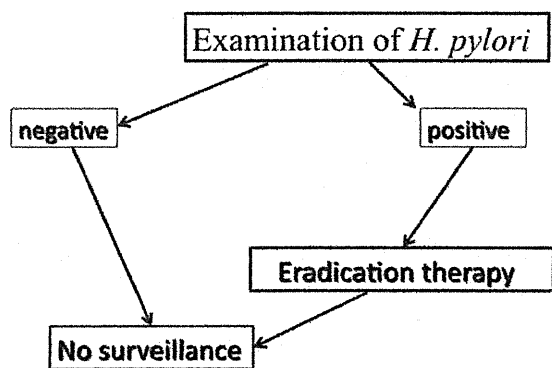 Examination of H. pylori
negative
positive
Eradication therapy
No surveillance